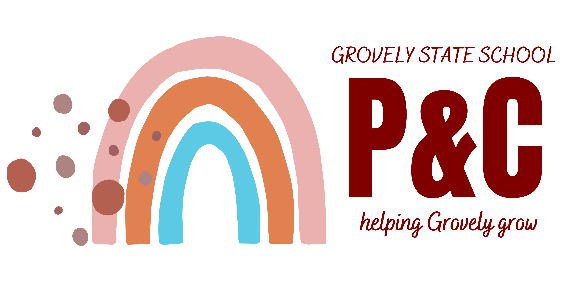 GROVELY STATE SCHOOL
P&C
helping Grovely grow